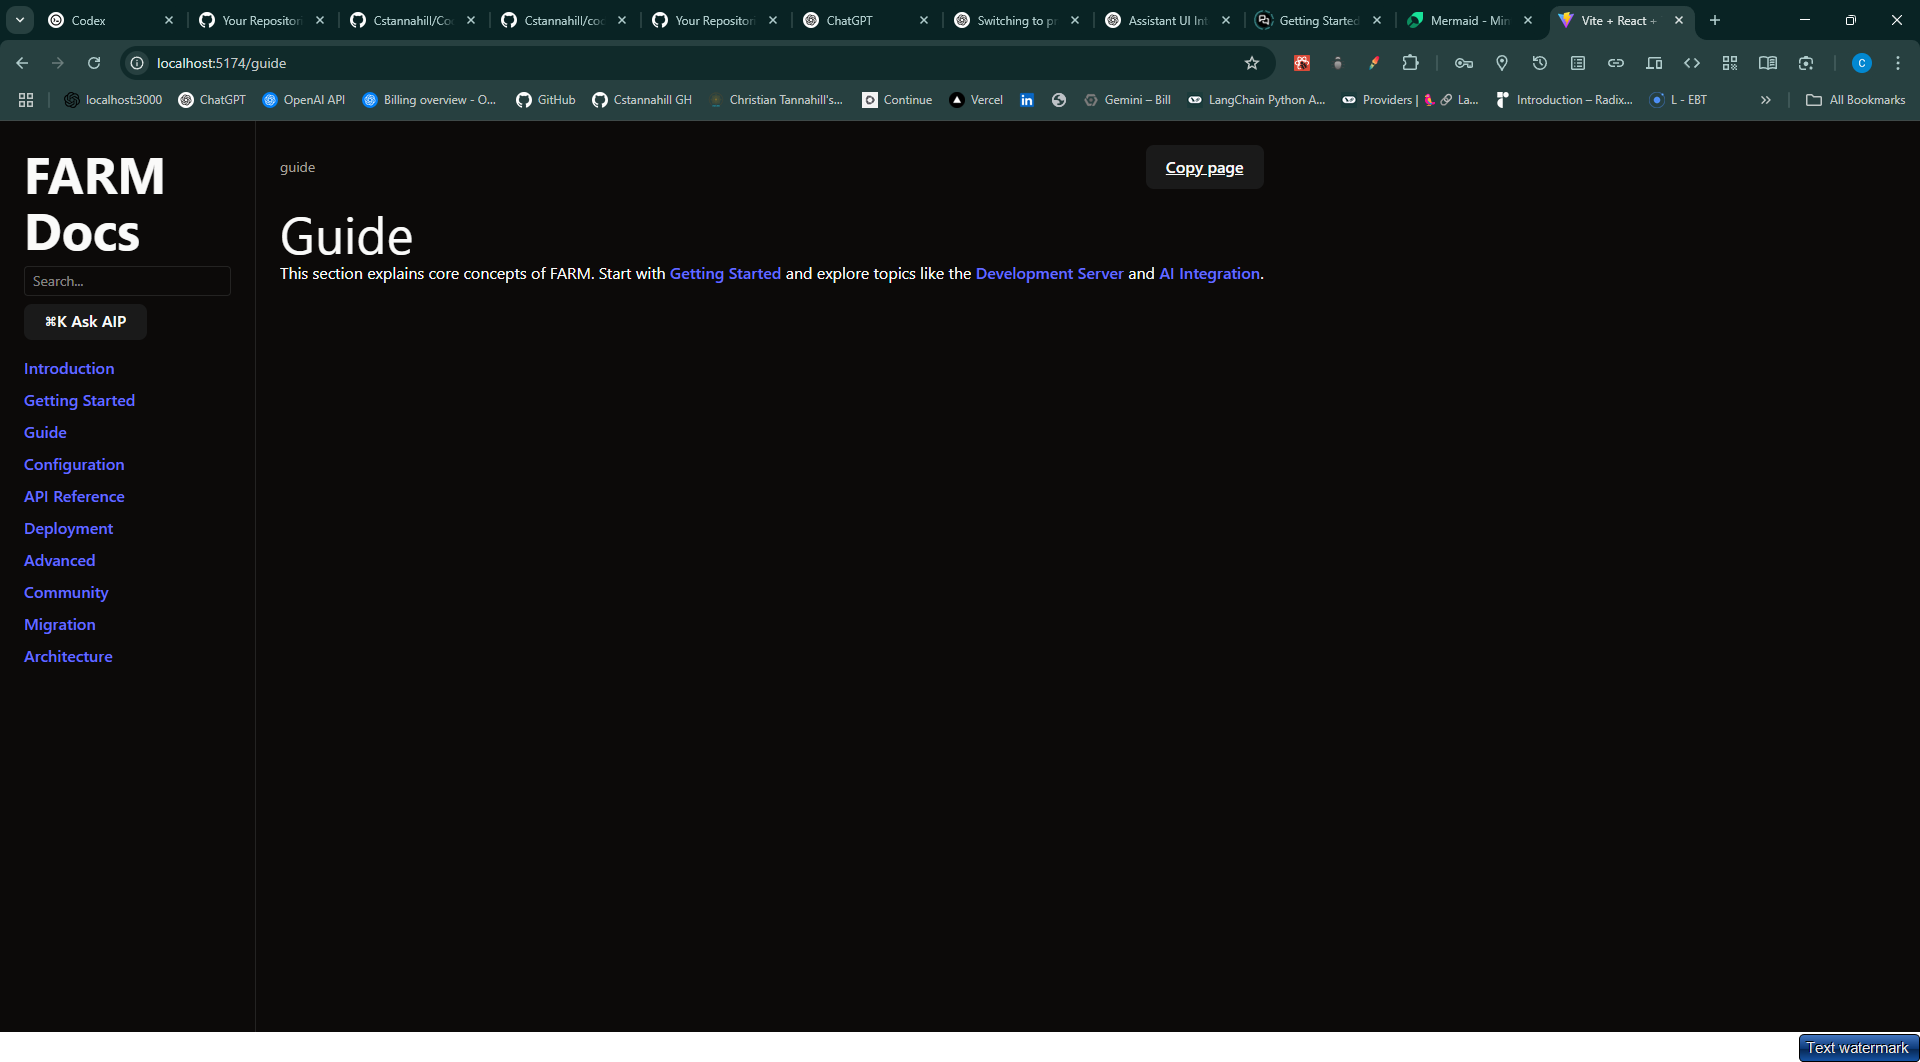 Codex
Your Repositori
Cstannahill/Co
Cstannahill/coc
Your Repositori
ChatGPT
Switching to pr
Assistant UI Int
Getting Started
Mermaid - Min
Vite + React +
localhost:5174/guide
C
localhost:3000
ChatGPT
OpenAI API
Billing overview - O...
GitHub
Cstannahill GH
Christian Tannahill's...
Continue
Vercel
in
Gemini – Bill
LangChain Python A...
Providers | 🦜🔗 La...
Introduction – Radix...
L - EBT
»
All Bookmarks
FARM
Docs
Search...
⌘K Ask AIP
Introduction
Getting Started
Guide
Configuration
API Reference
Deployment
Advanced
Community
Migration
Architecture
guide
Copy page
Guide
This section explains core concepts of FARM. Start with Getting Started and explore topics like the Development Server and AI Integration.
Text watermark